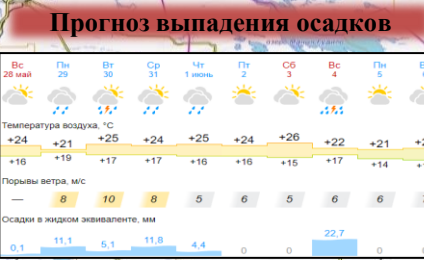 Прогноз выпадения осадков
Вс Пн Вт Ср Чт Пт Сб Вс Пн
28 май 29 30 31 1 июнь 2 3 4 5
Температура воздуха, °C
+24 +21 +25 +24 +25 +24 +26 +22 +21
+16 +19 +17 +17 +16 +16 +15 +17 +14
Порывы ветра, м/с
— 8 10 8 5 6 5 6 6
Осадки в жидком эквиваленте, мм
0,1 11,1 5,1 11,8 4,4 0 0 22,7 0